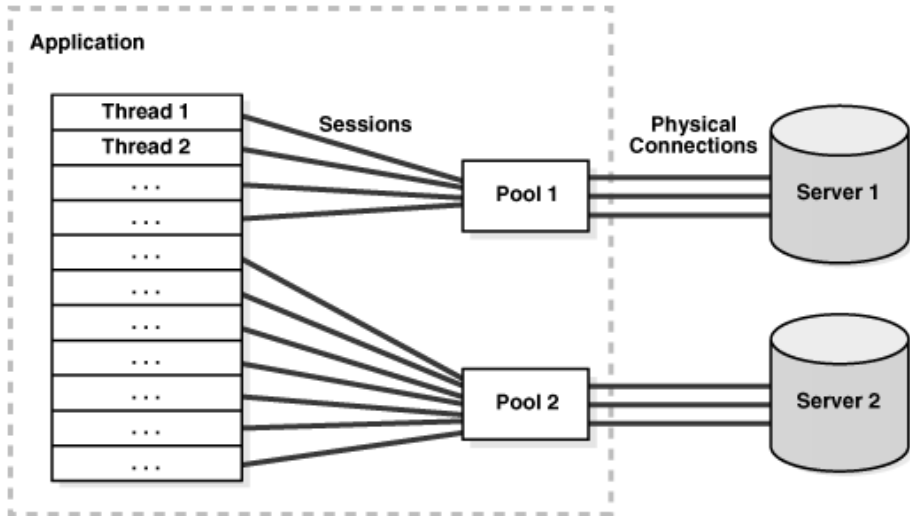 Application
Thread 1
Thread 2
. . .
. . .
. . .
. . .
. . .
. . .
. . .
. . .
. . .
Sessions
Pool 1
Pool 2
Physical
Connections
Server 1
Server 2